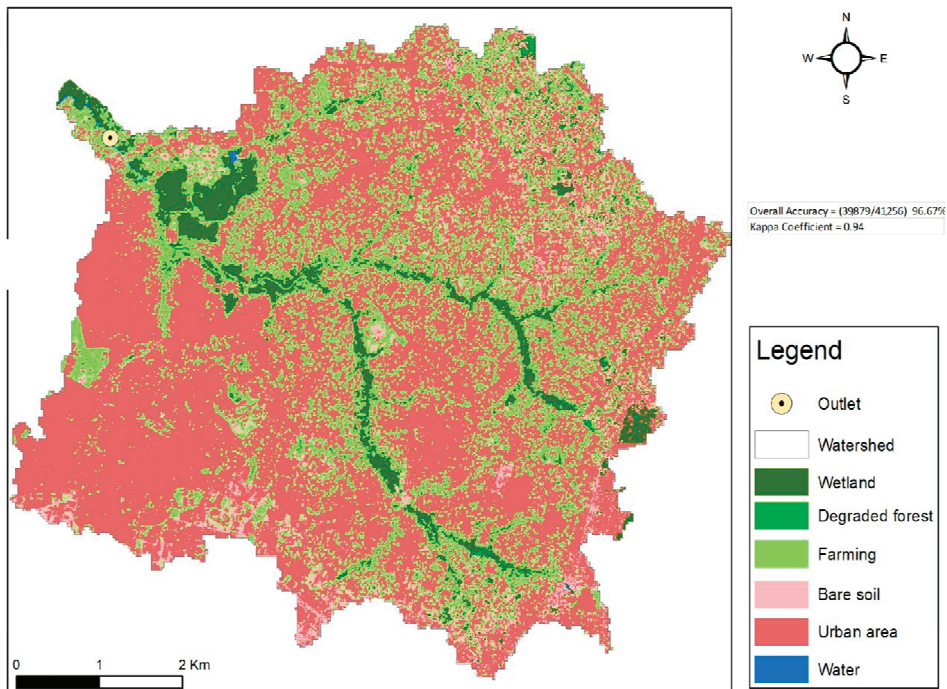 N
W E
S
Overall Accuracy = (39879/41256) 96.67%
Kappa Coefficient = 0.94
Legend
Outlet
Watershed
Wetland
Degraded forest
Farming
Bare soil
Urban area
Water
0 1 2 Km